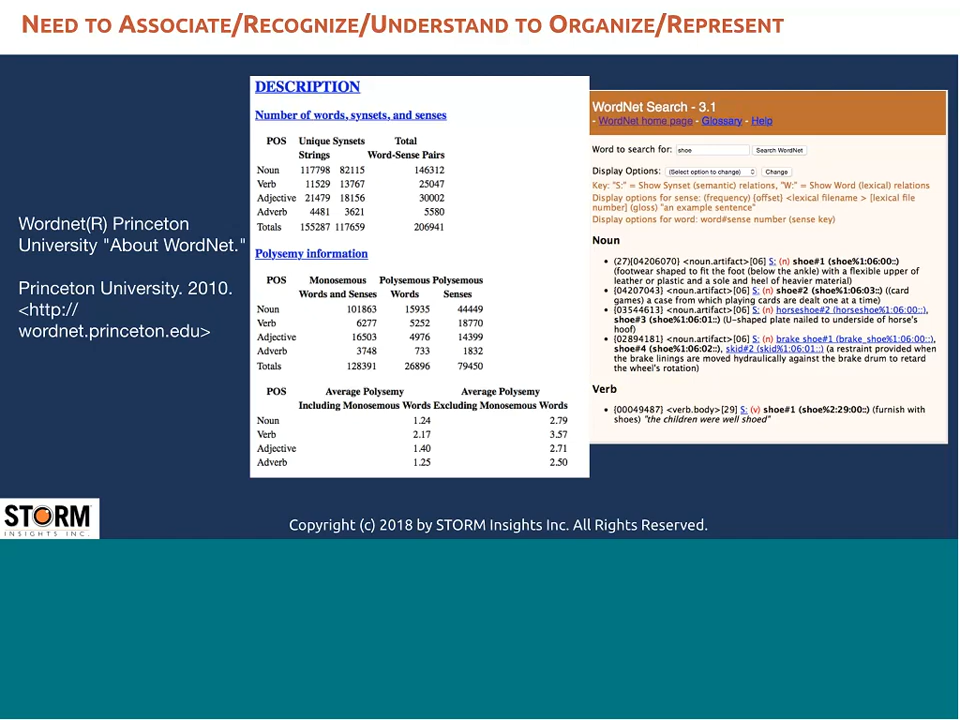 NEED TO ASSOCIATE/RECOGNIZE/UNDERSTAND TO ORGANIZE/REPRESENT
Wordnet(R) Princeton
University "About WordNet."
Princeton University. 2010.
<http://
wordnet.princeton.edu>
DESCRIPTION
Number of words, synsets, and senses
POS Unique Synsets Total
Strings Word-Sense Pairs
Noun 117798 82115 146312
Verb 11529 13767 25047
Adjective 21479 18156 30002
Adverb 4481 3621 5580
Totals 155287 117659 206941
Polysemy information
POS Monosemous Polysemous Polysemous
Words and Senses Words Senses
Noun 101863 15935 44449
Verb 6277 5252 18770
Adjective 16503 4976 14399
Adverb 3748 733 1832
Totals 128391 26896 79450
POS Average Polysemy Average Polysemy
Including Monosemous Words Excluding Monosemous Words
Noun 1.24 2.79
Verb 2.17 3.57
Adjective 1.40 2.71
Adverb 1.25 2.50
WordNet Search - 3.1
- WordNet home page - Glossary - Help
Word to search for: shoe Search WordNet
Display Options: (Select option to change) Change
Key: "S:" = Show Synset (semantic) relations, "W:" = Show Word (lexical) relations
Display options for sense: (frequency) {offset} <lexical filename > [lexical file
number] (gloss) "an example sentence"
Display options for word: word#sense number (sense key)
Noun
• (27){04206070} <noun.artifact>[06] S: (n) shoe#1 (shoe%1:06:00::)
(footwear shaped to fit the foot (below the ankle) with a flexible upper of
leather or plastic and a sole and heel of heavier material)
• {04207043} <noun.artifact>[06] S: (n) shoe#2 (shoe%1:06:03::) ((card
games) a case from which playing cards are dealt one at a time)
• {03544613} <noun.artifact>[06] S: (n) horseshoe#2 (horseshoe%1:06:00::),
shoe#3 (shoe%1:06:01::) (U-shaped plate nailed to underside of horse's
hoof)
• {02894181} <noun.artifact>[06] S: (n) brake shoe#1 (brake_shoe%1:06:00::),
shoe#4 (shoe%1:06:02::), skid#2 (skid%1:06:01::) (a restraint provided when
the brake linings are moved hydraulically against the brake drum to retard
the wheel's rotation)
Verb
• {00049487} <verb.body>[29] S: (v) shoe#1 (shoe%2:29:00::) (furnish with
shoes) "the children were well shoed"
STORM
INSIGHTS INC.
Copyright (c) 2018 by STORM Insights Inc. All Rights Reserved.